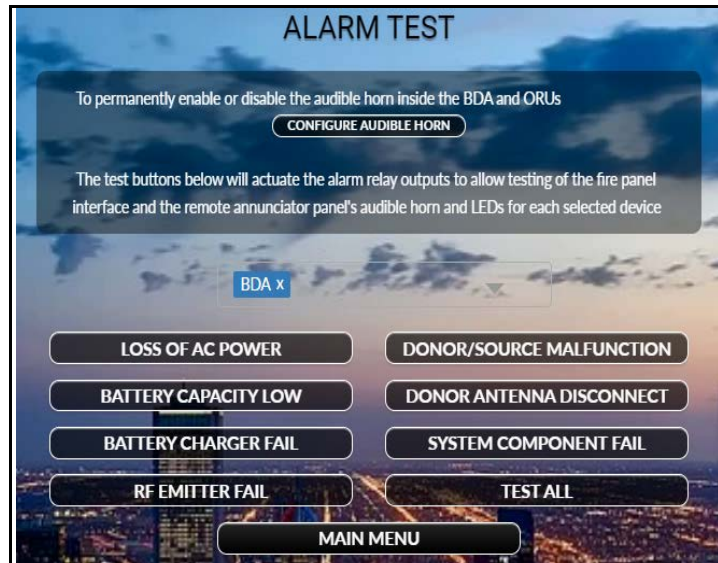 ALARM TEST
To permanently enable or disable the audible horn inside the BDA and ORUs
CONFIGURE AUDIBLE HORN
The test buttons below will actuate the alarm relay outputs to allow testing of the fire panel
interface and the remote annunciator panel's audible horn and LEDs for each selected device
BDA x
LOSS OF AC POWER
DONOR/SOURCE MALFUNCTION
BATTERY CAPACITY LOW
DONOR ANTENNA DISCONNECT
BATTERY CHARGER FAIL
SYSTEM COMPONENT FAIL
RF EMITTER FAIL
TEST ALL
MAIN MENU